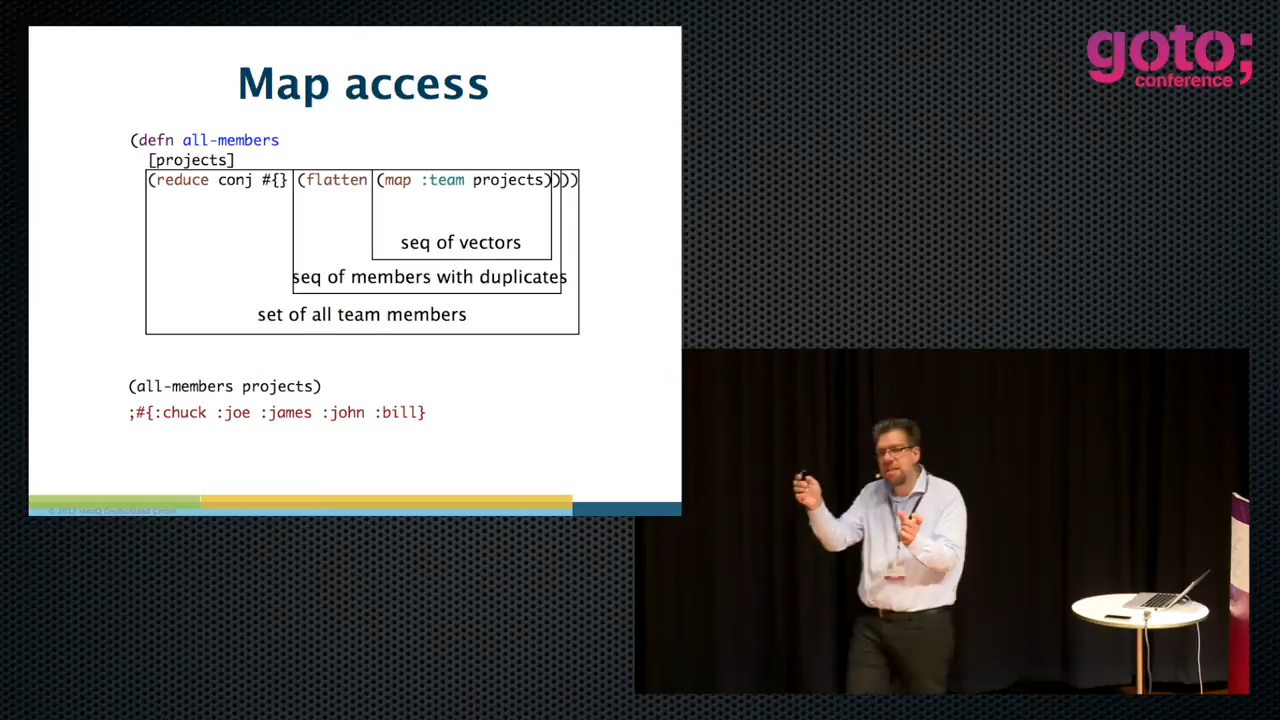 Map access
(defn all-members
[projects]
(reduce conj #{} (flatten (map :team projects))))
seq of vectors
seq of members with duplicates
set of all team members
(all-members projects)
;#{:chuck :joe :james :john :bill}
goto;
conference